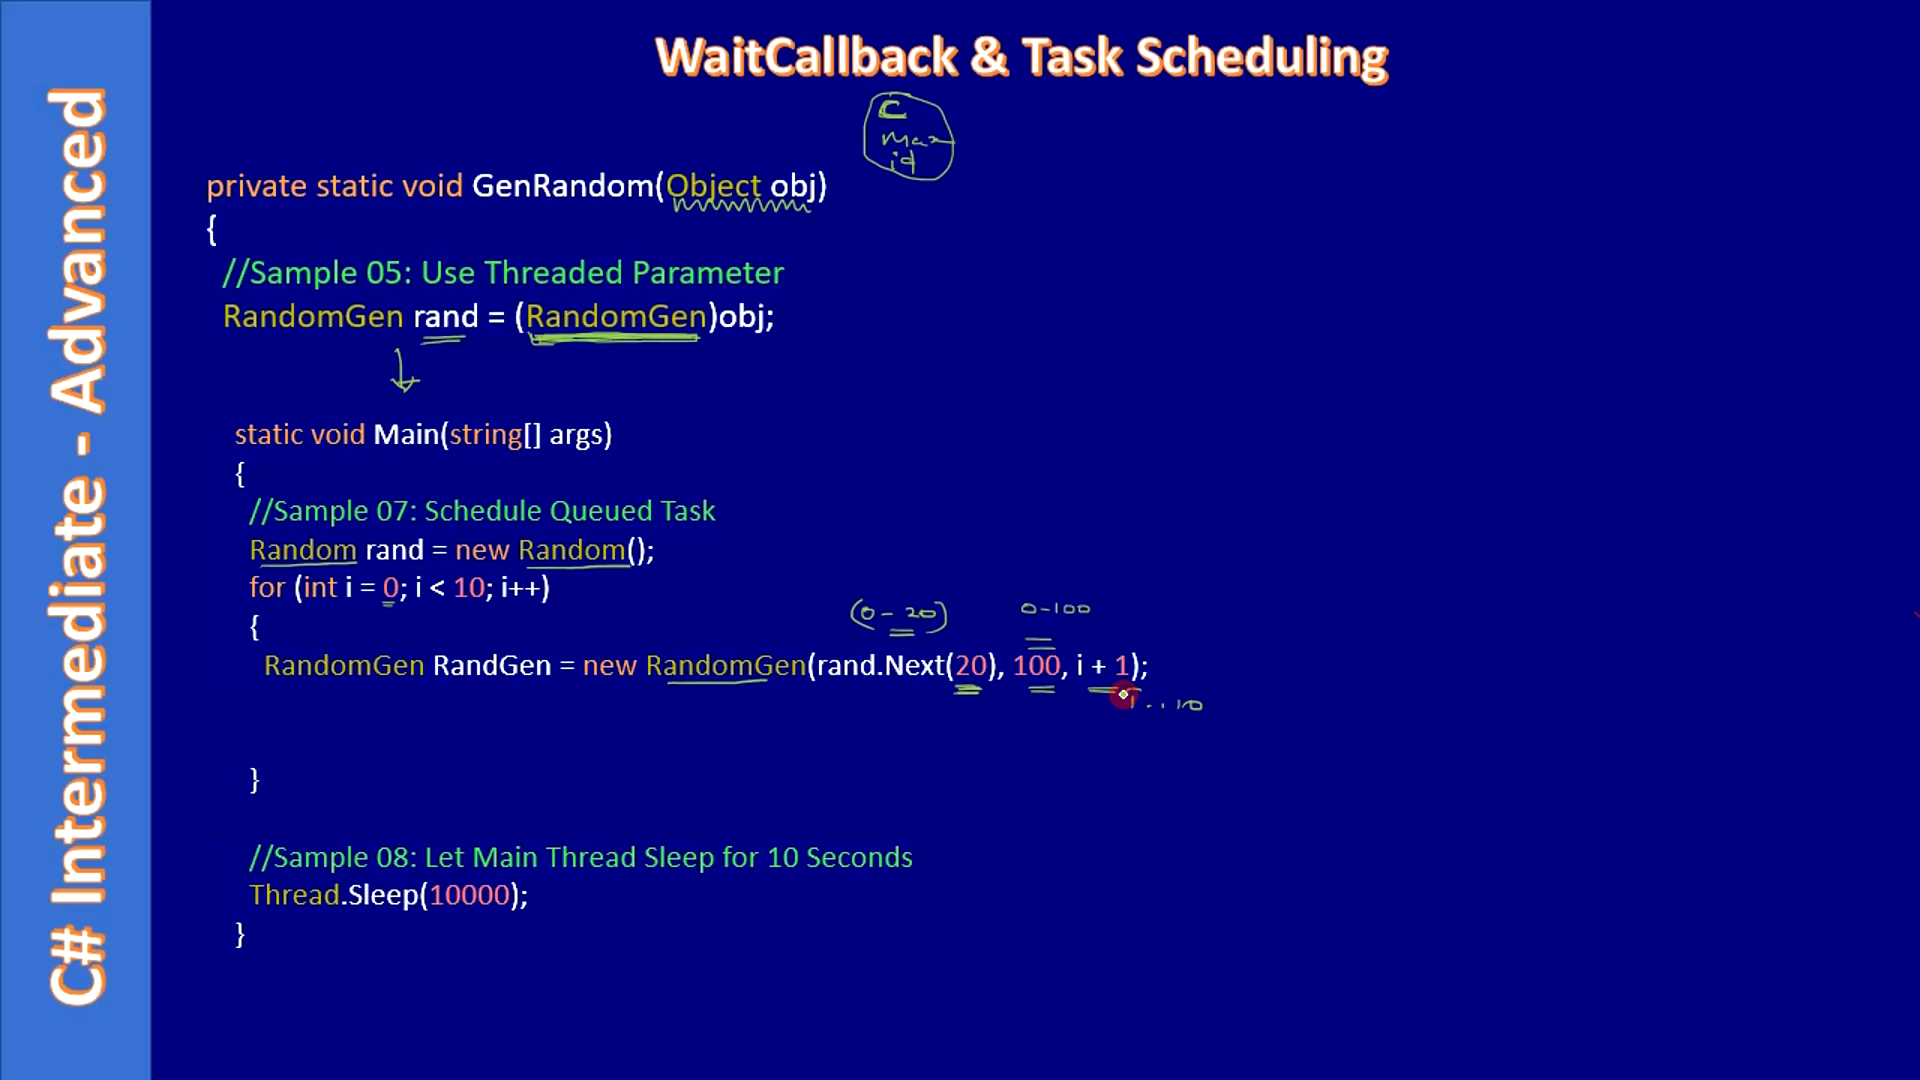 C# Intermediate - Advanced
WaitCallback & Task Scheduling
C
max
id
private static void GenRandom(Object obj)
{
//Sample 05: Use Threaded Parameter
RandomGen rand = (RandomGen)obj;
static void Main(string[] args)
{
//Sample 07: Schedule Queued Task
Random rand = new Random();
for (int i = 0; i < 10; i++)
(0 - 20) 0-100
{
RandomGen RandGen = new RandomGen(rand.Next(20), 100, i + 1);
}
//Sample 08: Let Main Thread Sleep for 10 Seconds
Thread.Sleep(10000);
}